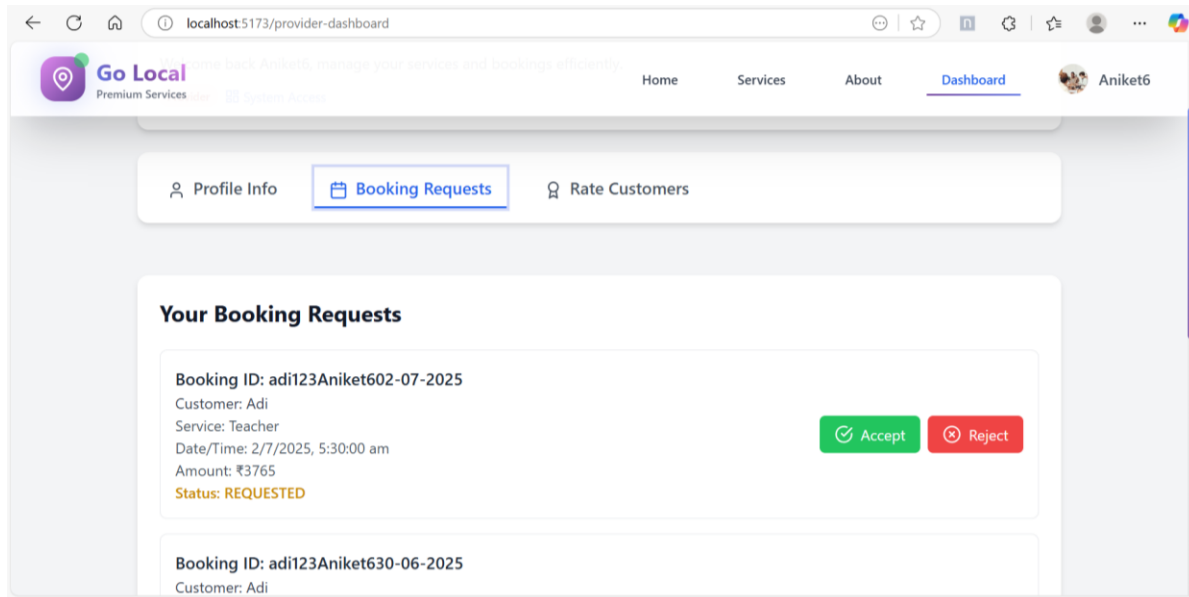 localhost:5173/provider-dashboard
Welcome back Aniket6, manage your services and bookings efficiently.
Go Local
Premium Services
System Access
Home Services About Dashboard Aniket6
Profile Info Booking Requests Rate Customers
Your Booking Requests
Booking ID: adi123Aniket602-07-2025
Customer: Adi
Service: Teacher
Date/Time: 2/7/2025, 5:30:00 am
Amount: ₹3765
Status: REQUESTED
Accept Reject
Booking ID: adi123Aniket630-06-2025
Customer: Adi